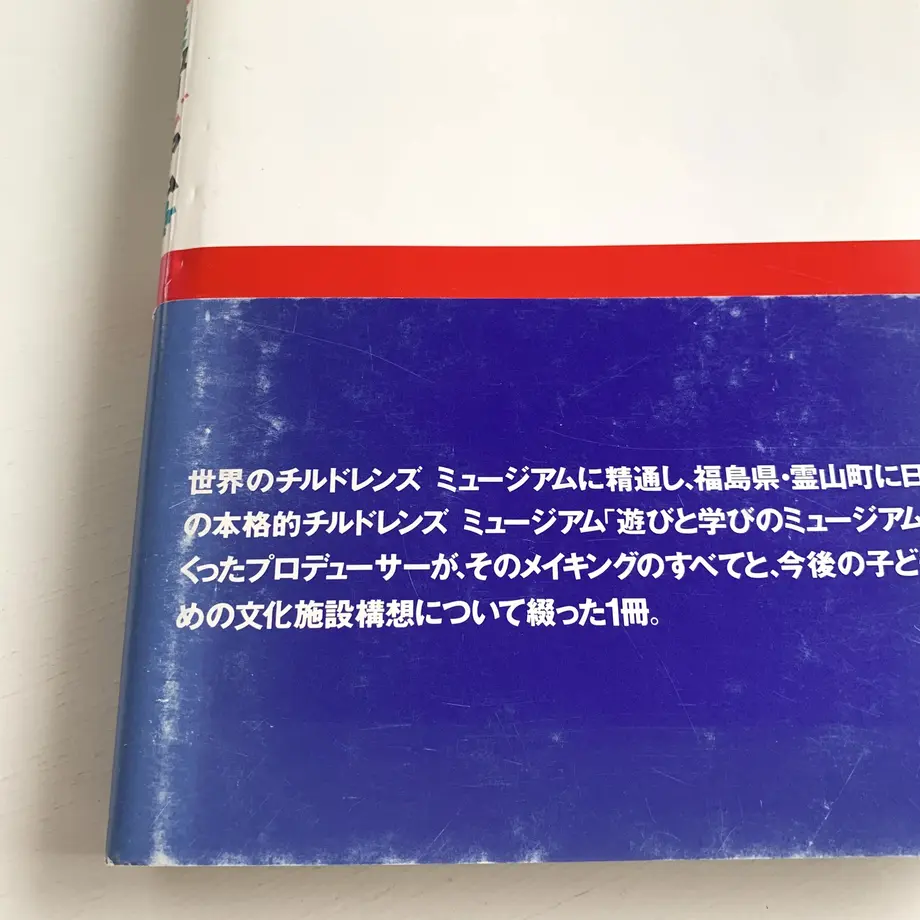 世界のチルドレンズ ミュージアムに精通し、福島県・霊山町に日
の本格的チルドレンズ ミュージアム「遊びと学びのミュージアム
くったプロデューサーが、そのメイキングのすべてと、今後の子ど
めの文化施設構想について綴った1冊。